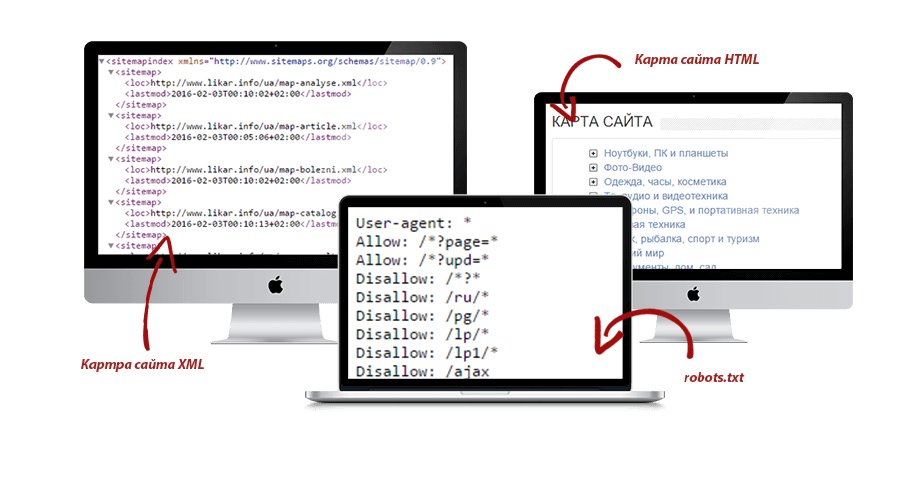 <sitemapindex xmlns="http://www.sitemaps.org/schemas/sitemap/0.9">
<sitemap>
<loc>http://www.likar.info/ua/map-analyse.xml</loc>
<lastmod>2016-02-03T00:10:02+02:00</lastmod>
</sitemap>
<sitemap>
<loc>http://www.likar.info/ua/map-article.xml</loc>
<lastmod>2016-02-03T00:05:06+02:00</lastmod>
</sitemap>
<sitemap>
<loc>http://www.likar.info/ua/map-bolezni.xml</loc>
<lastmod>2016-02-03T00:10:02+02:00</lastmod>
</sitemap>
<sitemap>
<loc>http://www.likar.info/ua/map-catalog
<lastmod>2016-02-03T00:10:13+02:00</lastmod>
</sitemap>
<sitemap>
Картра сайта XML
User-agent: *
Allow: /*?page=*
Allow: /*?upd=*
Disallow: /*?*
Disallow: /ru/*
Disallow: /pg/*
Disallow: /lp/*
Disallow: /lp1/*
Disallow: /ajax
robots.txt
Карта сайта HTML
КАРТА САЙТА
Ноутбуки, ПК и планшеты
Фото-Видео
Одежда, часы, косметика
аудио и видеотехника
GPS, и портативная техника
техника
рыбалка, спорт и туризм
мир
дом, сад